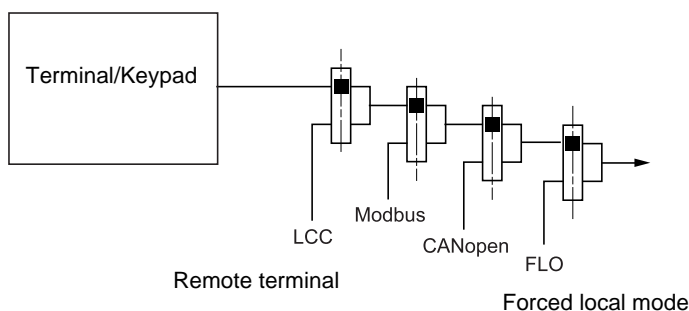 Terminal/Keypad
LCC
Modbus
CANopen
FLO
Remote terminal
Forced local mode